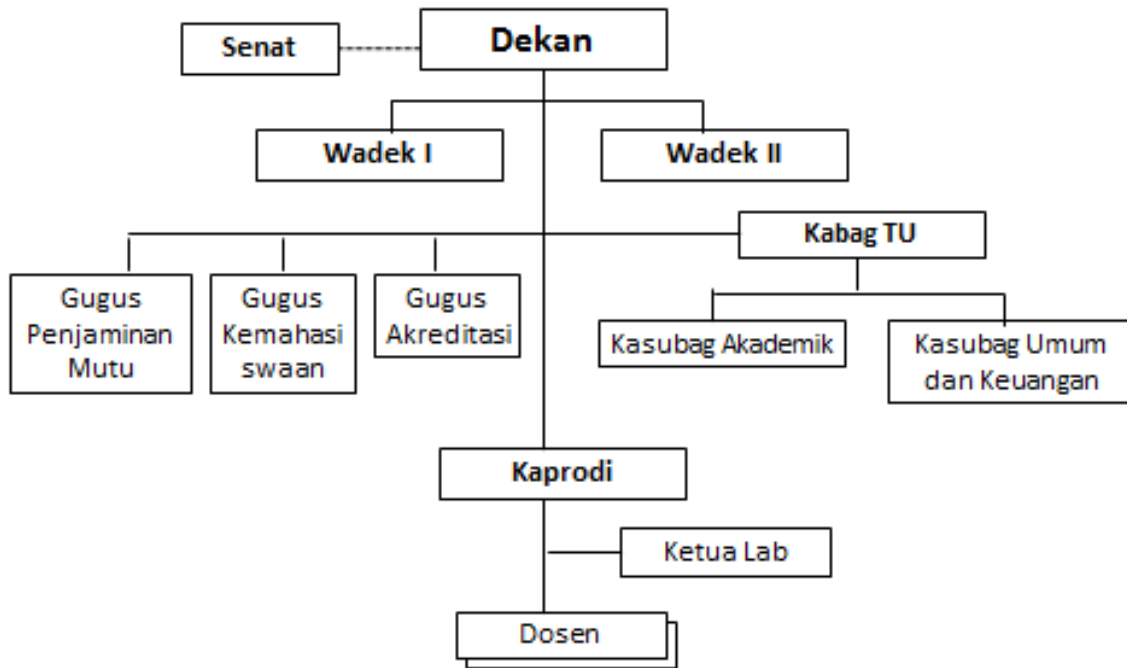 Senat
Dekan
Wadek I
Wadek II
Kabag TU
Gugus
Penjaminan
Mutu
Gugus
Kemahasi
swaan
Gugus
Akreditasi
Kasubag Akademik
Kasubag Umum
dan Keuangan
Kaprodi
Ketua Lab
Dosen